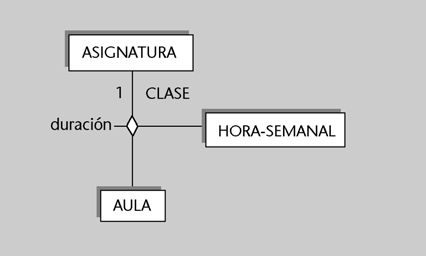 ASIGNATURA
1 CLASE
duración
HORA-SEMANAL
AULA